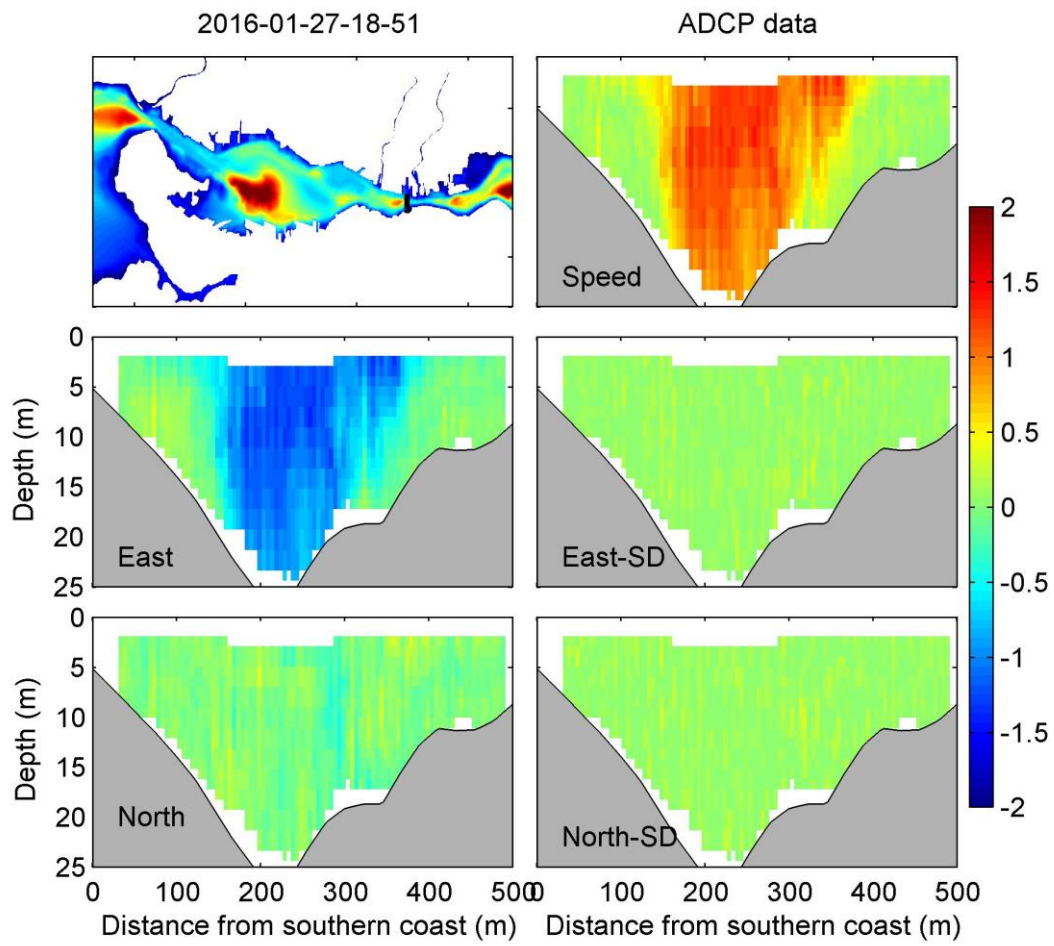 2016-01-27-18-51
ADCP data
Speed
2
1.5
1
0.5
0
-0.5
-1
-1.5
-2
0
5
10
15
20
25
Depth (m)
East
East-SD
0
5
10
15
20
25
Depth (m)
North
North-SD
0 100 200 300 400 500
0 100 200 300 400 500
Distance from southern coast (m)
Distance from southern coast (m)